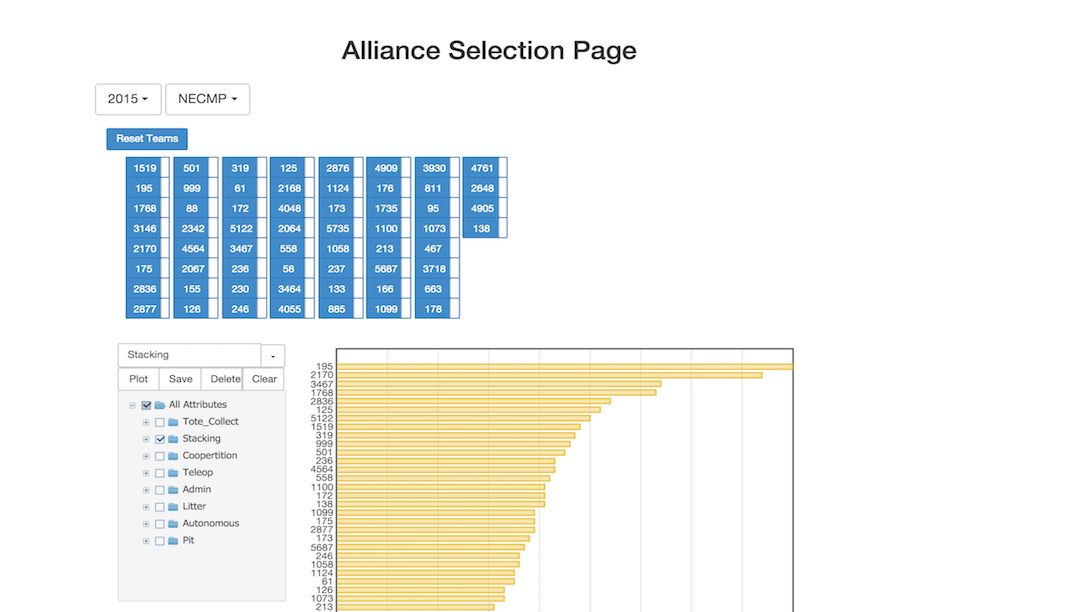 Alliance Selection Page
2015 NECMP
Reset Teams
1519 501 319 125 2876 4909 3930 4761
195 999 61 2168 1124 176 811 2648
1768 88 172 4048 173 1735 95 4905
3146 2342 5122 2064 5735 1100 1073 138
2170 4564 3467 558 1058 213 467
175 2067 236 58 237 5687 3718
2836 155 230 3464 133 166 663
2877 126 246 4055 885 1099 178
Stacking
Plot Save Delete Clear
All Attributes
Tote_Collect
Stacking
Coopertition
Teleop
Admin
Litter
Autonomous
Pit
195
2170
3467
1768
2836
125
5122
1519
319
999
501
236
4564
558
1100
172
138
1099
175
2877
173
5687
246
1058
1124
61
126
1073
213